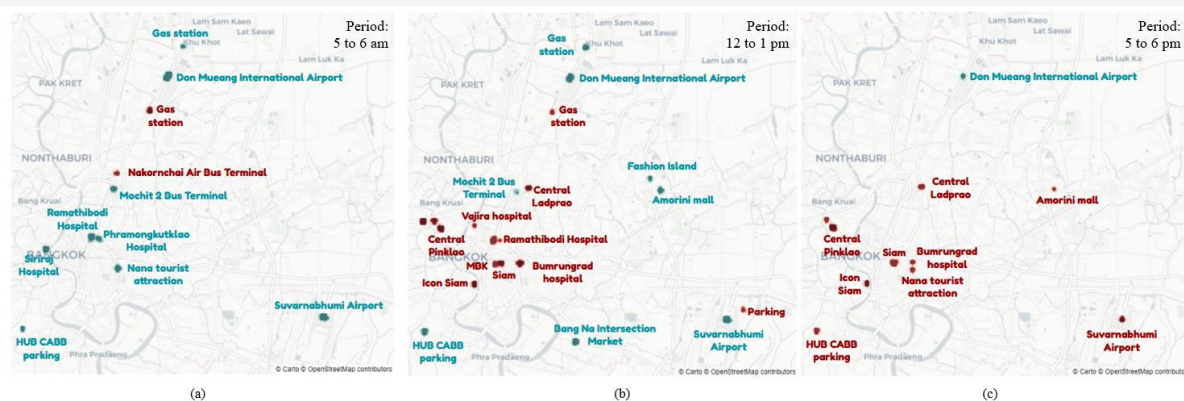 Lam Sam Kaeo
Period:
5 to 6 am
Gas station
Lat Sawai
Khu Khot
Lam Luk Ka
Don Mueang International Airport
PAK KRET
Gas
station
NONTHABURI
Nakornchai Air Bus Terminal
Mochit 2 Bus Terminal
Bang Kruai
Ramathibodi
Hospital
Phramongkutklao
Hospital
BANGKOK
Siriraj
Hospital
Nana tourist
attraction
Suvarnabhumi Airport
HUB CABB
parking
Phra Pradaeng
© Carto © OpenStreetMap contributors
(a)
Lam Sam Kaeo
Period:
12 to 1 pm
Gas
station
Lat Sawai
Khu Khot
Lam Luk Ka
Don Mueang International Airport
PAK KRET
Gas
station
NONTHABURI
Fashion Island
Mochit 2 Bus
Terminal
Central
Ladprao
Amorini mall
Bang Kruai
Vajira hospital
Central
Pinklao
Ramathibodi Hospital
BANGKOK
MBK
Siam
Bumrungrad
hospital
Icon Siam
Parking
Bang Na Intersection
Market
Suvarnabhumi
Airport
HUB CABB
parking
Phra Pradaeng
© Carto © OpenStreetMap contributors
(b)
Lam Sam Kaeo
Period:
5 to 6 pm
Lat Sawai
Khu Khot
Lam Luk Ka
Don Mueang International Airport
PAK KRET
NONTHABURI
Central
Ladprao
Amorini mall
Bang Kruai
Central
Pinklao
BANGKOK
Siam
Bumrungrad
hospital
Icon
Siam
Nana tourist
attraction
Suvarnabhumi
Airport
HUB CABB
parking
Phra Pradaeng
© Carto © OpenStreetMap contributors
(c)